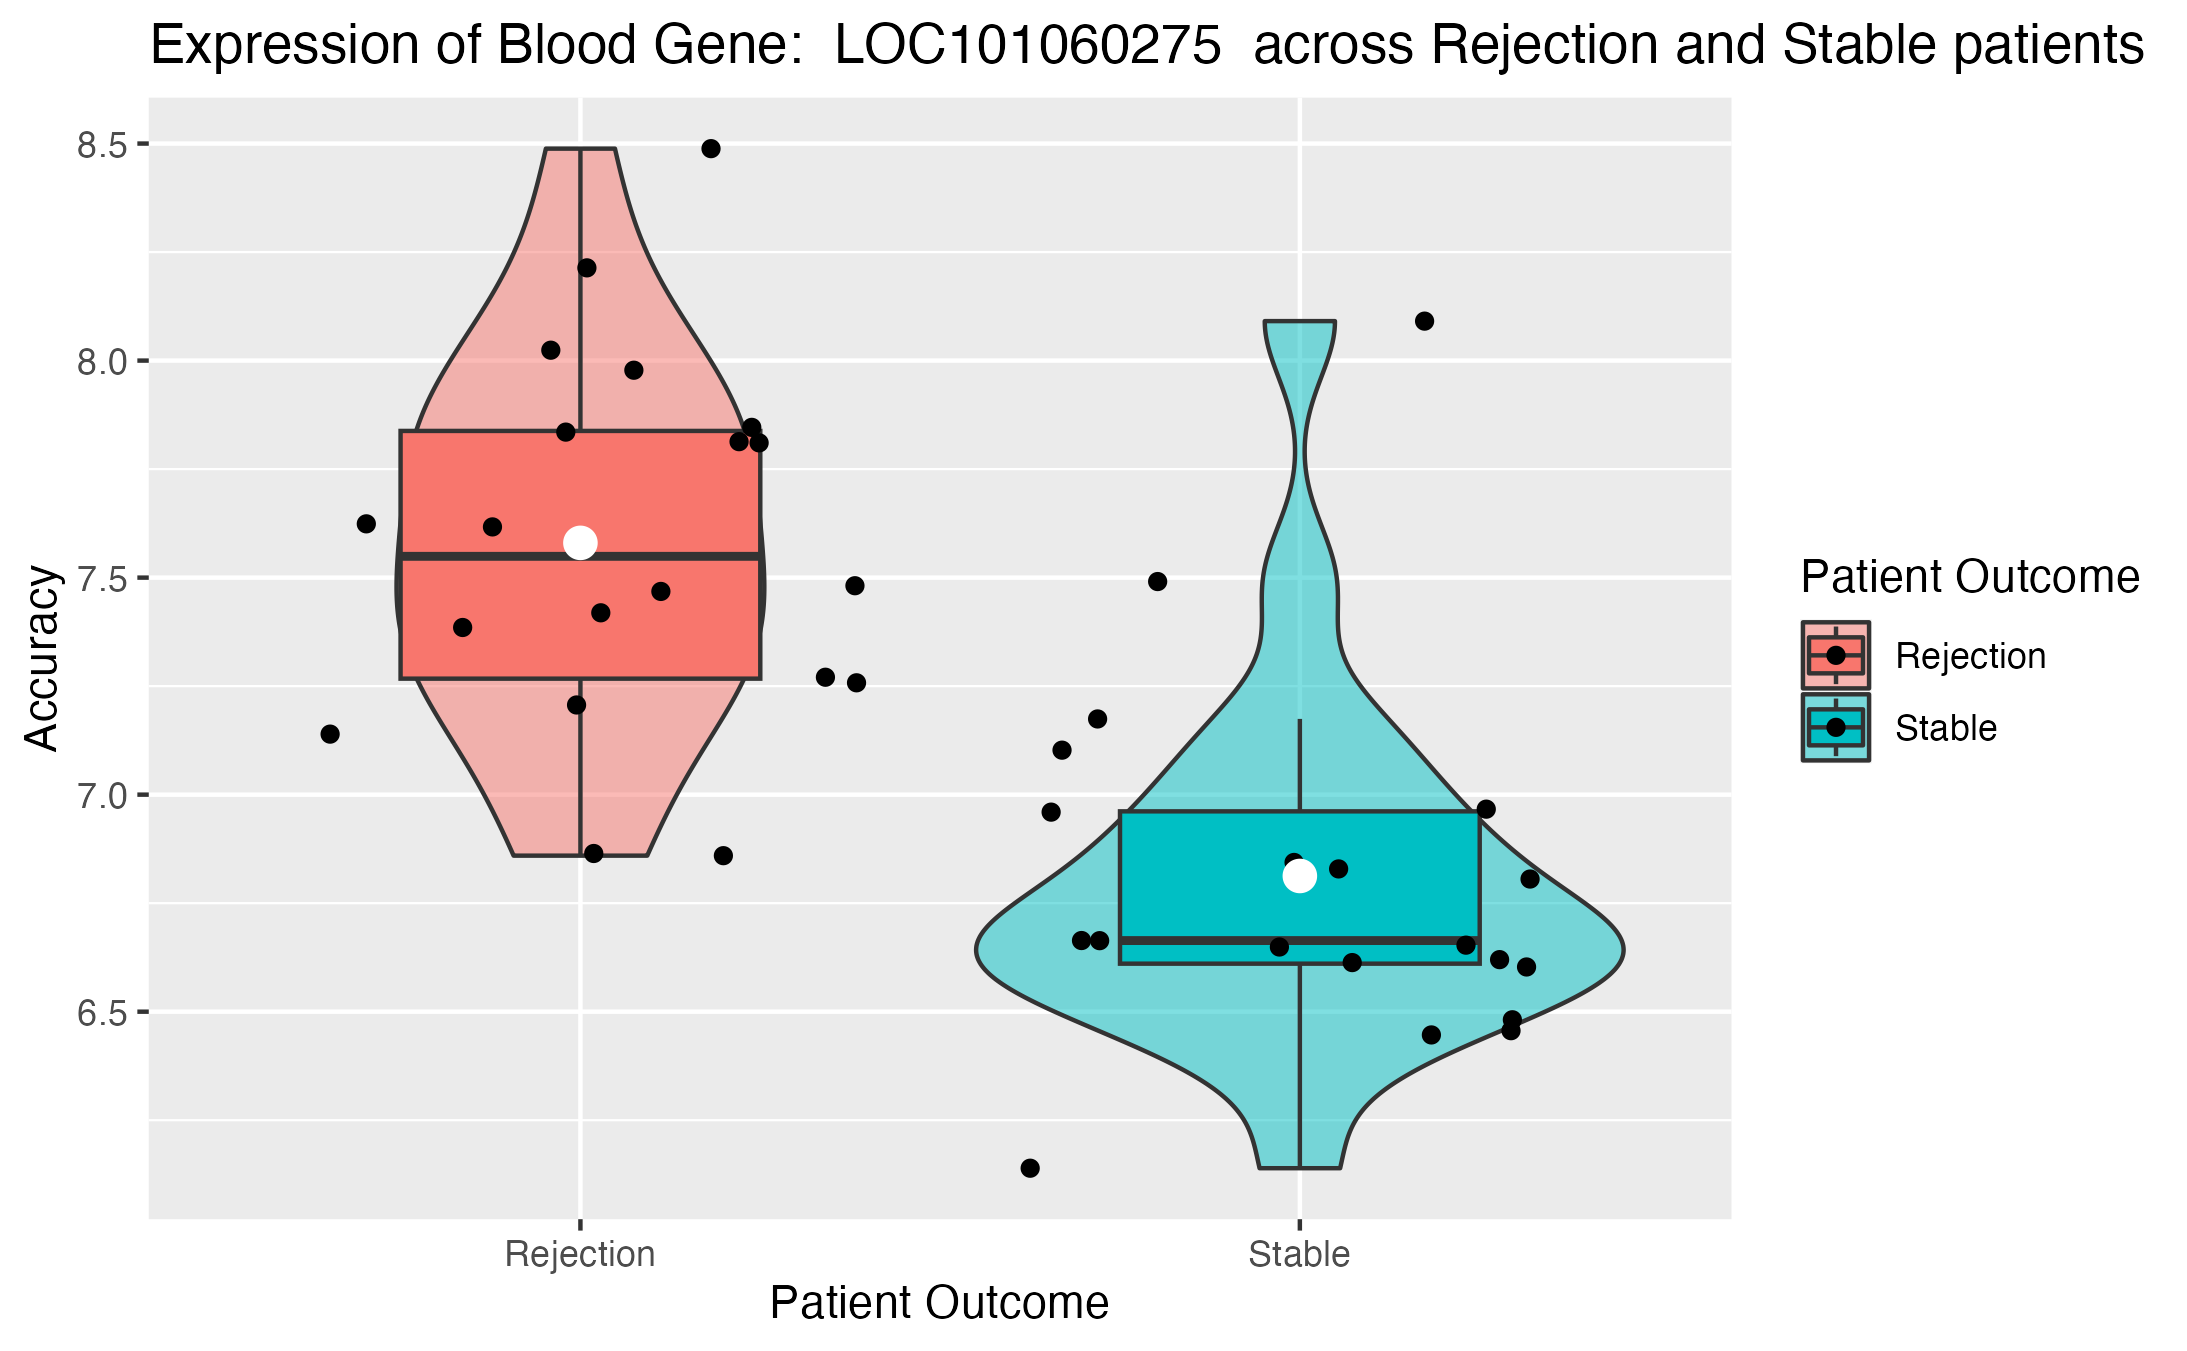 Expression of Blood Gene:  LOC101060275  across Rejection and Stable patients
8.5
8.0
7.5
7.0
6.5
Accuracy
Rejection
Stable
Patient Outcome
Patient Outcome
Rejection
Stable